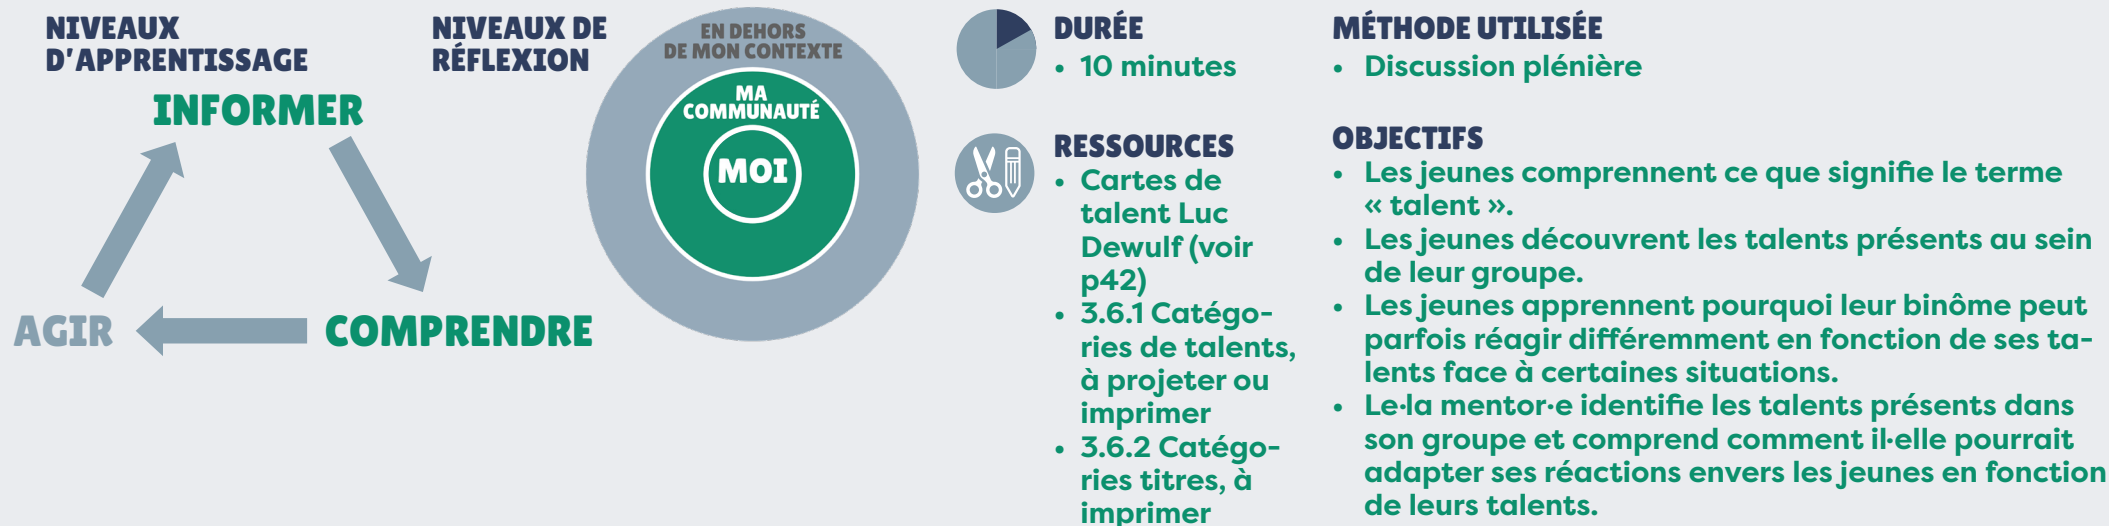 NIVEAUX
D'APPRENTISSAGE
INFORMER
COMPRENDRE
AGIR
NIVEAUX DE
RÉFLEXION
EN DEHORS
DE MON CONTEXTE
MA
COMMUNAUTÉ
MOI
DURÉE
• 10 minutes
RESSOURCES
• Cartes de
talent Luc
Dewulf (voir
p42)
• 3.6.1 Catégo-
ries de talents,
à projeter ou
imprimer
• 3.6.2 Catégo-
ries titres, à
imprimer
MÉTHODE UTILISÉE
• Discussion plénière
OBJECTIFS
• Les jeunes comprennent ce que signifie le terme
« talent ».
• Les jeunes découvrent les talents présents au sein
de leur groupe.
• Les jeunes apprennent pourquoi leur binôme peut
parfois réagir différemment en fonction de ses ta-
lents face à certaines situations.
• Le·la mentor·e identifie les talents présents dans
son groupe et comprend comment il·elle pourrait
adapter ses réactions envers les jeunes en fonction
de leurs talents.